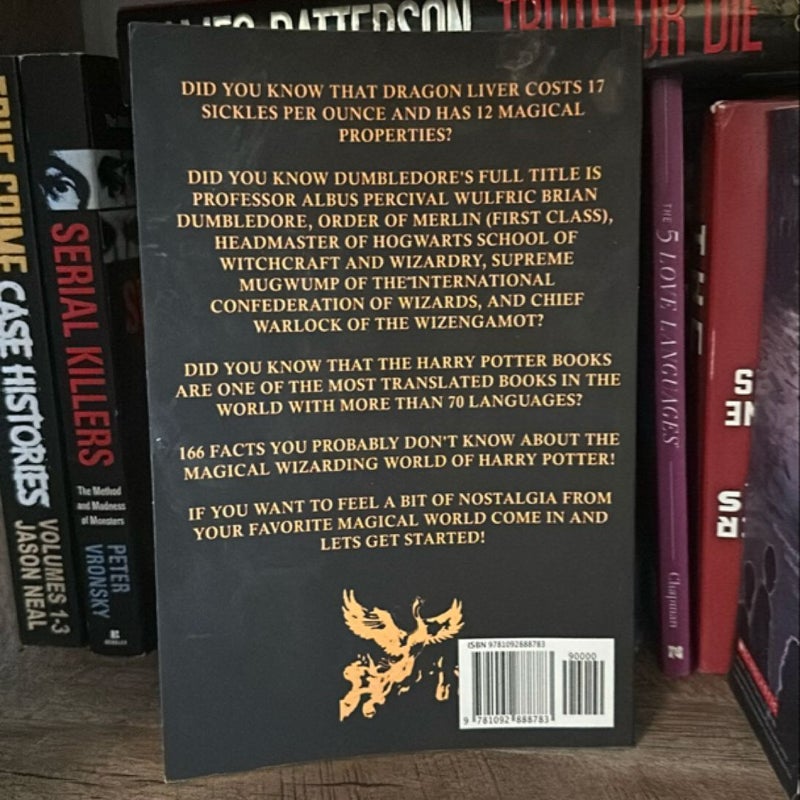 JAMES PATTERSON
TRUTH OR DIE
TRUE CRIME CASE HISTORIES
VOLUMES 1-3
JASON NEAL
SERIAL KILLERS
The Method
and Madness
of Monsters
PETER
VRONSKY
B
BERKLEY
DID YOU KNOW THAT DRAGON LIVER COSTS 17
SICKLES PER OUNCE AND HAS 12 MAGICAL
PROPERTIES?
DID YOU KNOW DUMBLEDORE'S FULL TITLE IS
PROFESSOR ALBUS PERCIVAL WULFRIC BRIAN
DUMBLEDORE, ORDER OF MERLIN (FIRST CLASS),
HEADMASTER OF HOGWARTS SCHOOL OF
WITCHCRAFT AND WIZARDRY, SUPREME
MUGWUMP OF THE INTERNATIONAL
CONFEDERATION OF WIZARDS, AND CHIEF
WARLOCK OF THE WIZENGAMOT?
DID YOU KNOW THAT THE HARRY POTTER BOOKS
ARE ONE OF THE MOST TRANSLATED BOOKS IN THE
WORLD WITH MORE THAN 70 LANGUAGES?
166 FACTS YOU PROBABLY DON'T KNOW ABOUT THE
MAGICAL WIZARDING WORLD OF HARRY POTTER!
IF YOU WANT TO FEEL A BIT OF NOSTALGIA FROM
YOUR FAVORITE MAGICAL WORLD COME IN AND
LETS GET STARTED!
ISBN 9781092888783
90000
9 781092 888783
THE 5 LOVE LANGUAGES
Chapman
THE